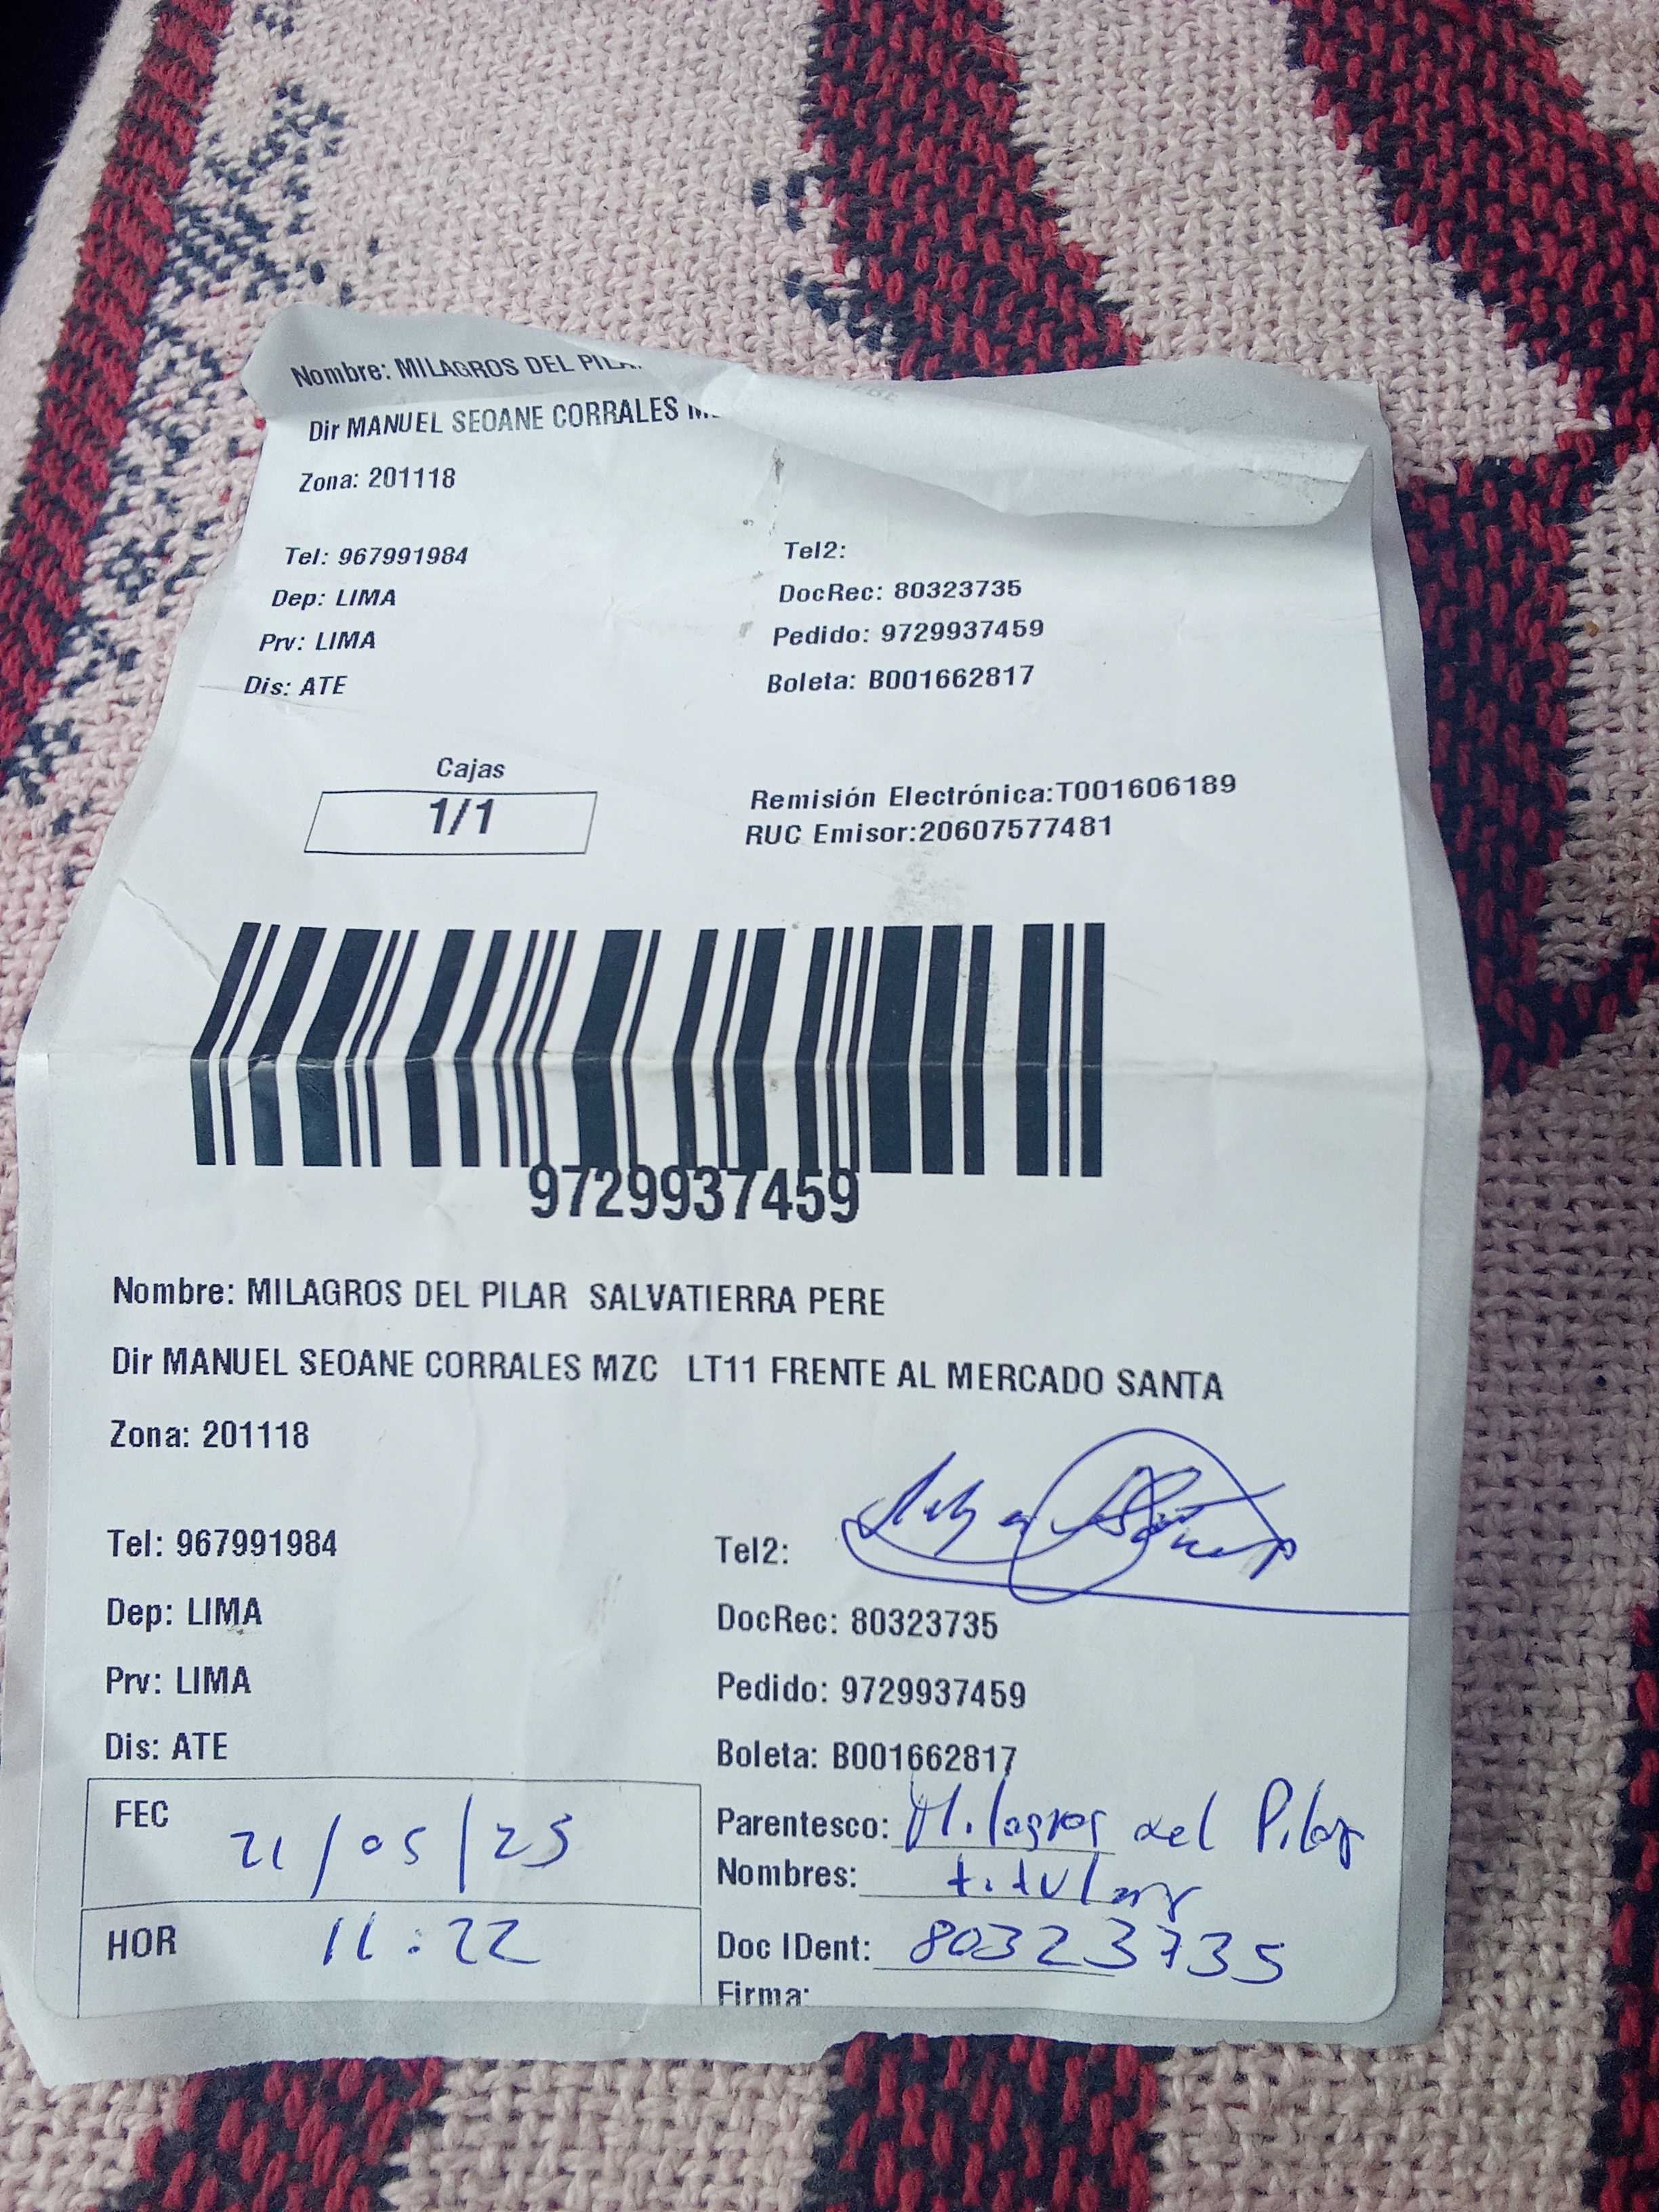 Nombre: MILAGROS DEL
Dir MANUEL SEOANE CORRALES
Zona: 201118
Tel: 967991984 Tel2:
Dep: LIMA DocRec: 80323735
Prv: LIMA Pedido: 9729937459
Dis: ATE Boleta: B001662817
Cajas
1/1
Remisión Electrónica:T001606189
RUC Emisor:20607577481
9729937459
Nombre: MILAGROS DEL PILAR SALVATIERRA PERE
Dir MANUEL SEOANE CORRALES MZC LT11 FRENTE AL MERCADO SANTA
Zona: 201118
Tel: 967991984 Tel2:
Dep: LIMA DocRec: 80323735
Prv: LIMA Pedido: 9729937459
Dis: ATE Boleta: B001662817
FEC 21/05/25
HOR 11:22
Parentesco: Milagros del Pilar
Nombres: titular
Doc IDent: 80323735
Firma: